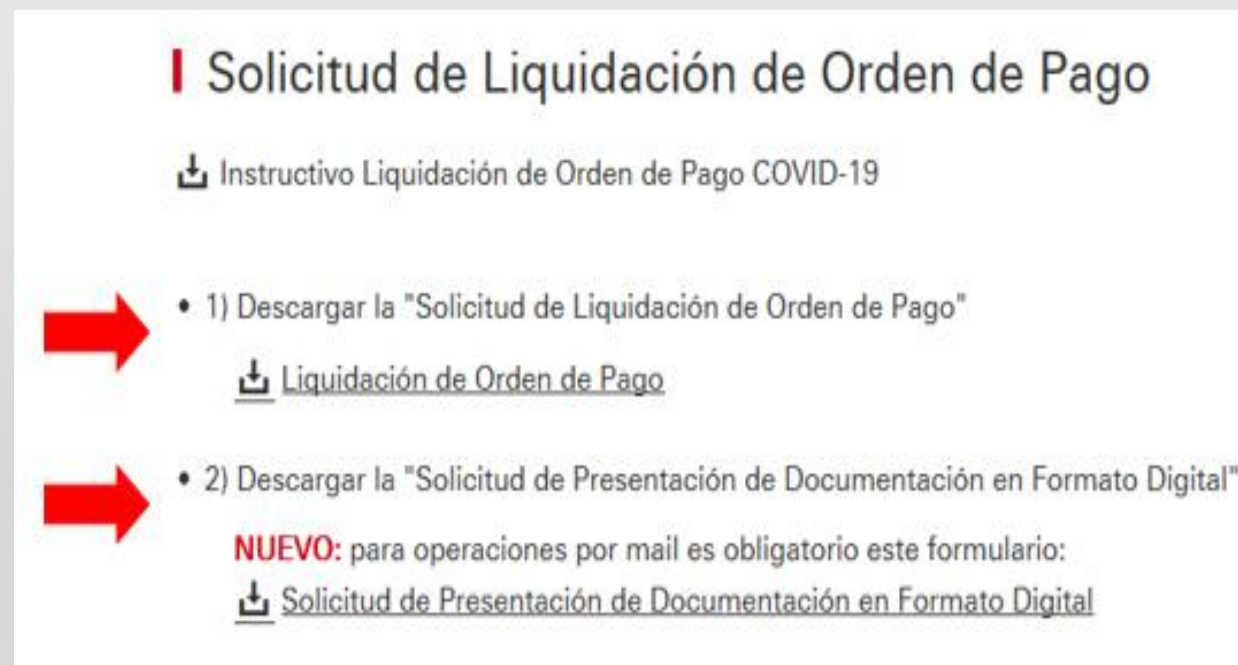 Solicitud de Liquidación de Orden de Pago
Instructivo Liquidación de Orden de Pago COVID-19
• 1) Descargar la "Solicitud de Liquidación de Orden de Pago"
Liquidación de Orden de Pago
• 2) Descargar la "Solicitud de Presentación de Documentación en Formato Digital"
NUEVO: para operaciones por mail es obligatorio este formulario:
Solicitud de Presentación de Documentación en Formato Digital